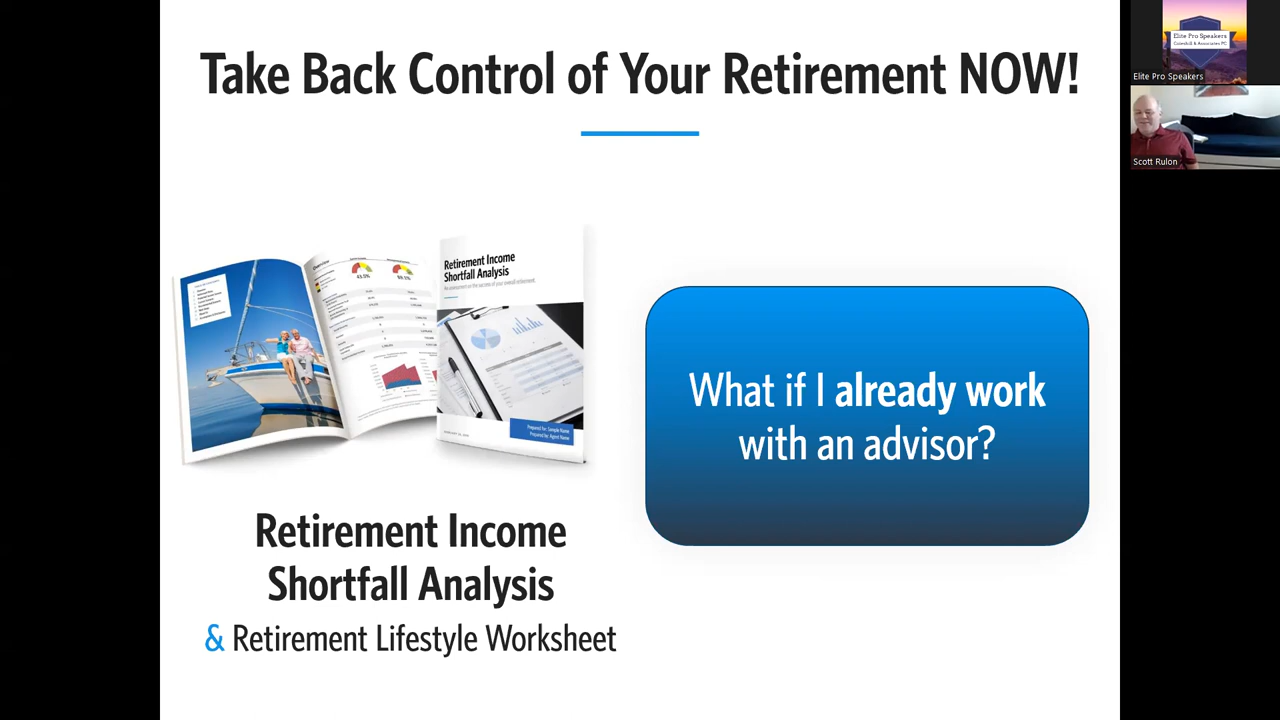 Take Back Control of Your Retirement NOW!
Retirement Income
Shortfall Analysis
Prepared for: Sample Name
Prepared by: Agent Name
What if I already work
with an advisor?
Retirement Income
Shortfall Analysis
& Retirement Lifestyle Worksheet
Elite Pro Speakers
Elite Pro Speakers
Scott Rulon